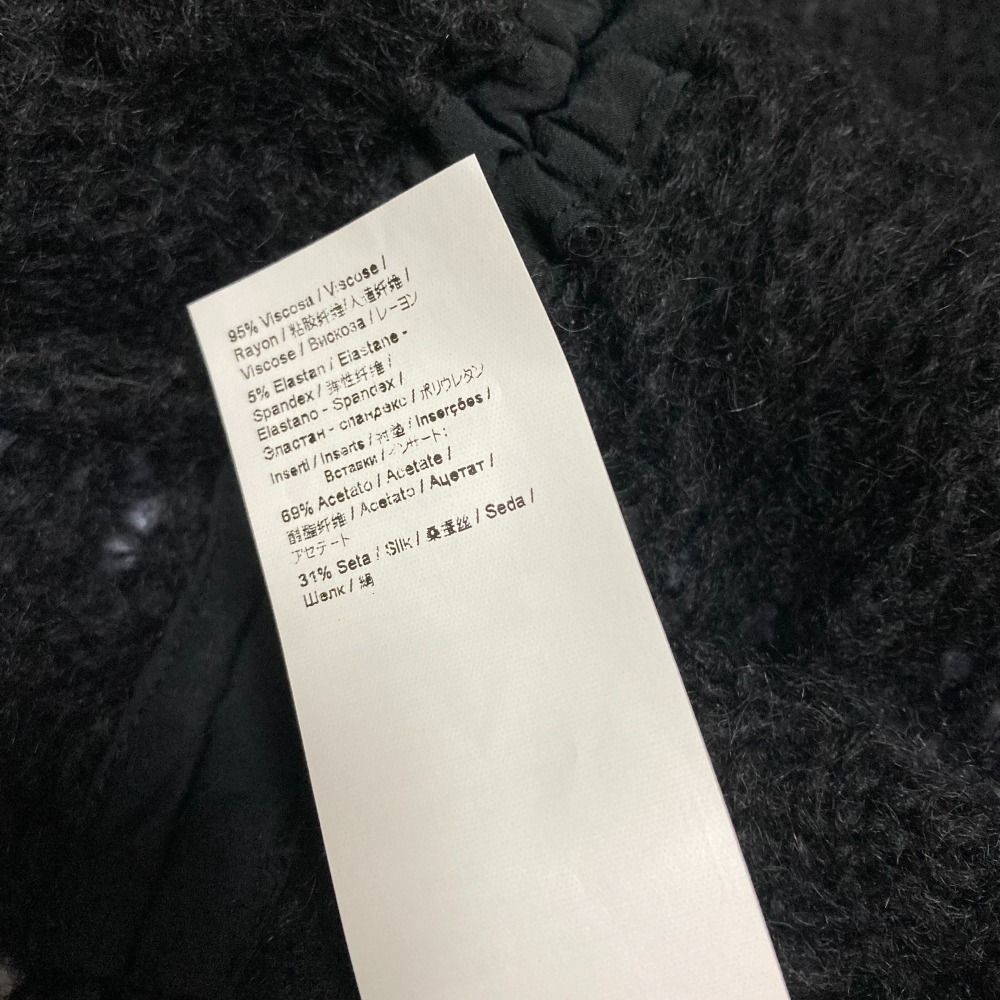 95% Viscosa / Viscose /
Rayon / 粘胶纤维/人造纤维 /
Viscose / Вискоза / レーヨン
5% Elastan / Elastane -
Spandex / 弹性纤维 /
Elastano - Spandex /
Эластан - спандекс / ポリウレタン
Inserti / Inserts / 衬垫 / Inserções /
Вставки / インサート:
69% Acetato / Acetate /
醋酯纤维 / Acetato / Ацетат /
アセテート
31% Seta / Silk / 桑蚕丝 / Seda /
Шелк / 絹